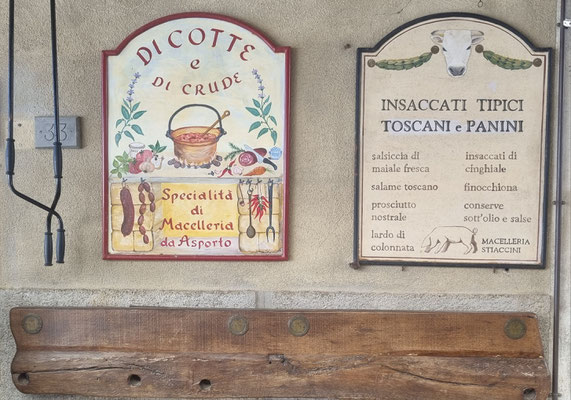 33
DI COTTE
e
DI CRUDE
Specialità
di
Macelleria
da Asporto
INSACCATI TIPICI
TOSCANI e PANINI
salsiccia di
maiale fresca
salame toscano
prosciutto
nostrale
lardo di
colonnata
insaccati di
cinghiale
finocchiona
conserve
sott'olio e salse
MACELLERIA
STIACCINI